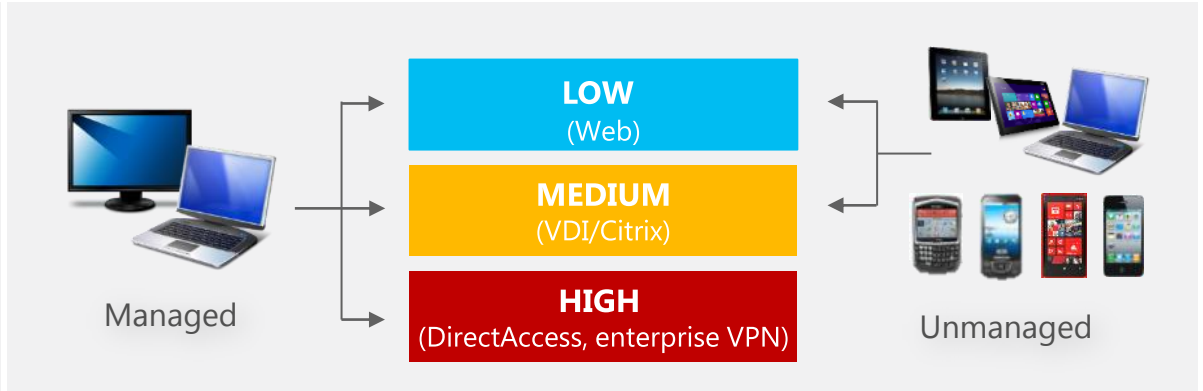 LOW
(Web)
MEDIUM
(VDI/Citrix)
HIGH
(DirectAccess, enterprise VPN)
Managed
Unmanaged